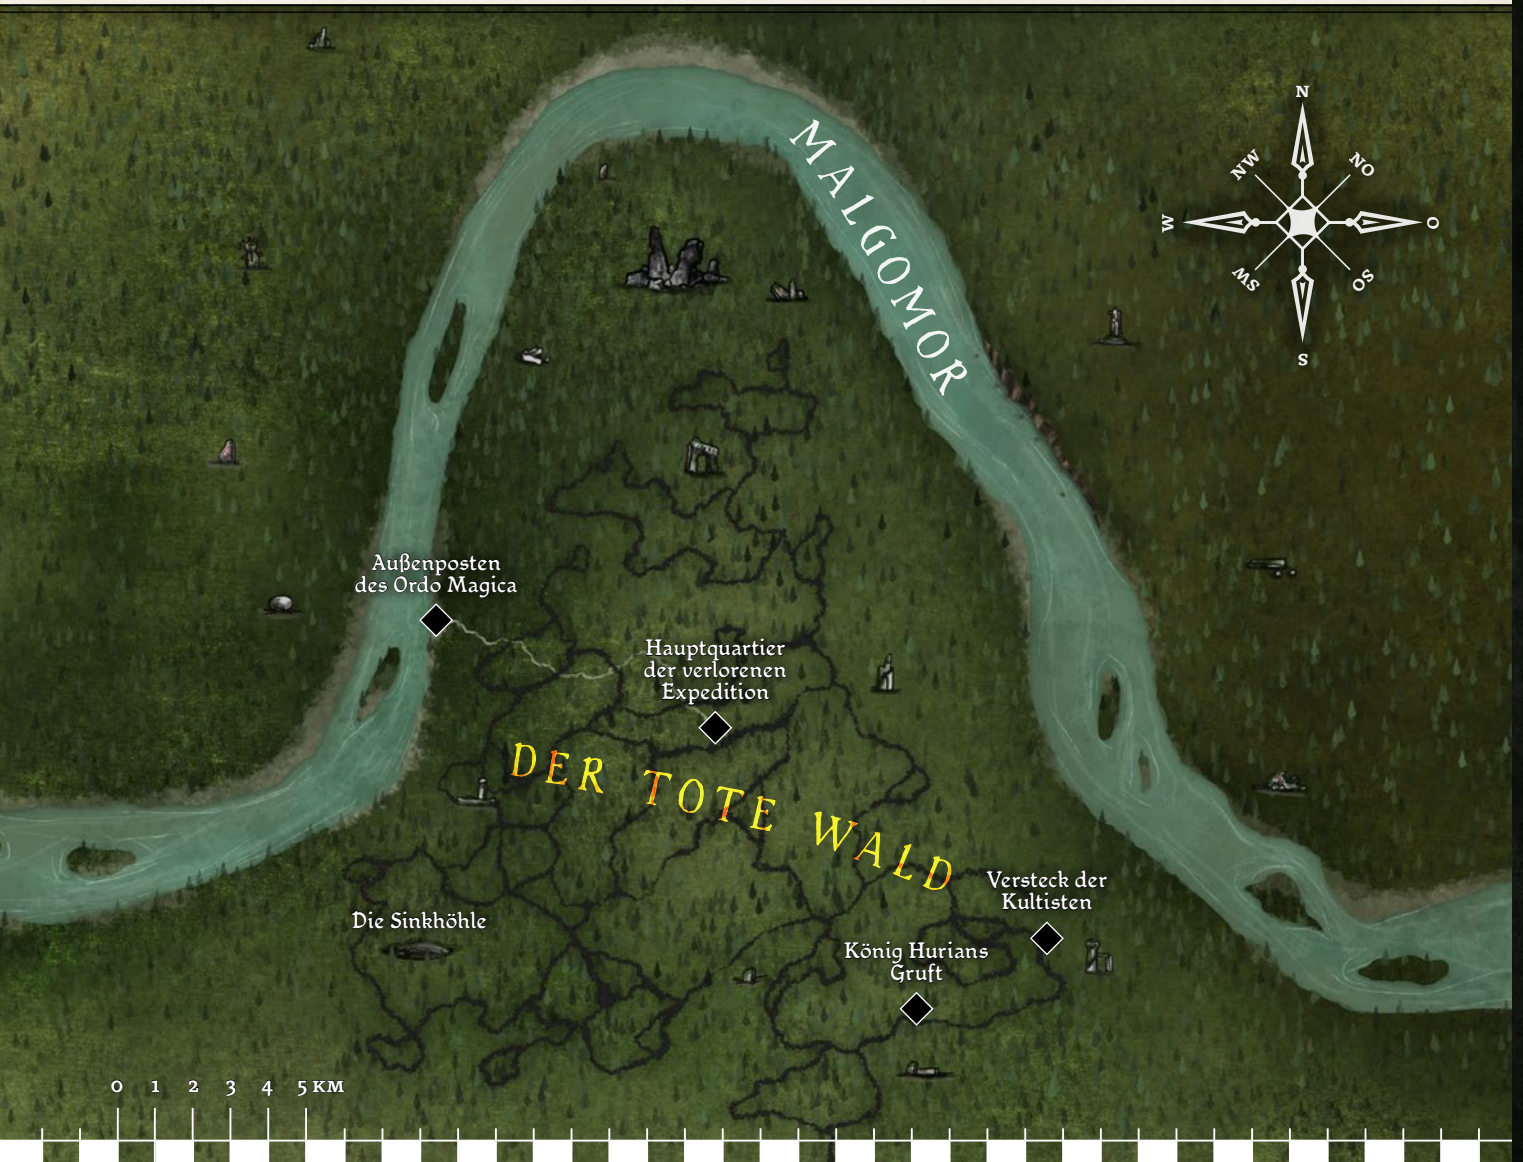 N
NW
NO
W
O
SW
OS
S
MALGOMOR
Außenposten
des Ordo Magica
Hauptquartier
der verlorenen
Expedition
DER TOTE WALD
Versteck der
Kultisten
Die Sinkhöhle
König Hurians
Gruft
0 1 2 3 4 5 KM